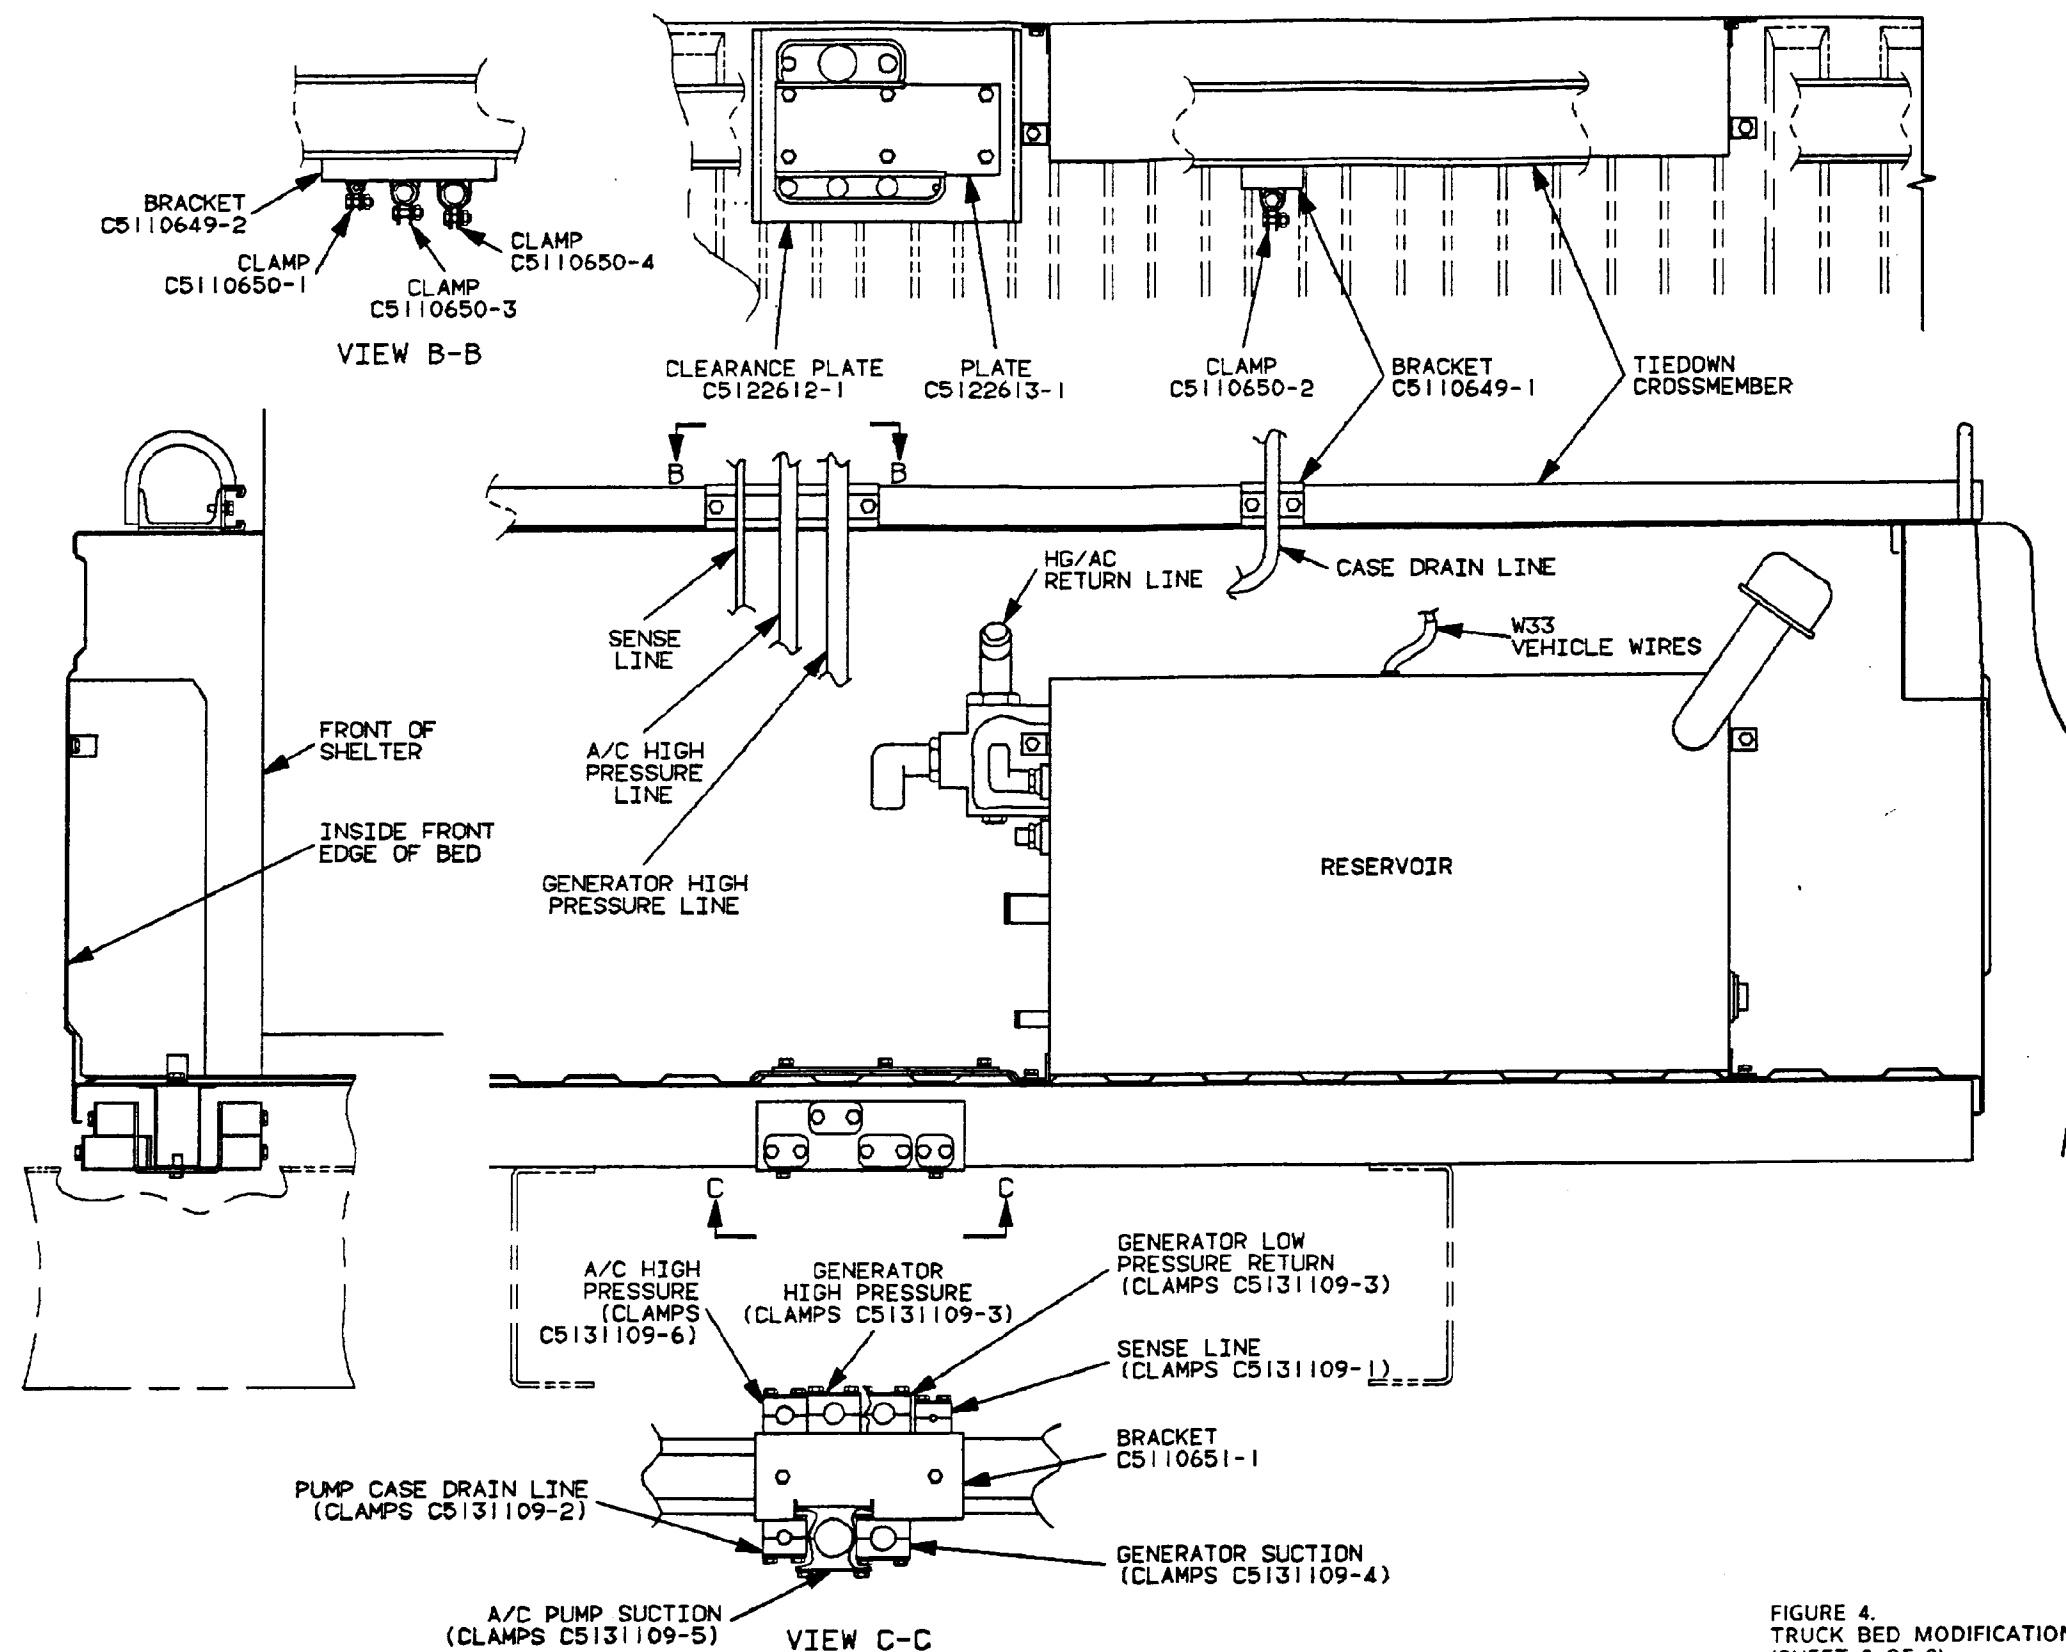 BRACKET
C5110649-2
CLAMP
C5110650-1
CLAMP
C5110650-3
CLAMP
C5110650-4
VIEW B-B
CLEARANCE PLATE
C5122612-1
PLATE
C5122613-1
CLAMP
C5110650-2
BRACKET
C5110649-1
TIEDOWN
CROSSMEMBER
B
B
HG/AC
RETURN LINE
CASE DRAIN LINE
W33
VEHICLE WIRES
SENSE
LINE
FRONT OF
SHELTER
A/C HIGH
PRESSURE
LINE
INSIDE FRONT
EDGE OF BED
GENERATOR HIGH
PRESSURE LINE
RESERVOIR
C
C
A/C HIGH
PRESSURE
(CLAMPS
C5131109-6)
GENERATOR
HIGH PRESSURE
(CLAMPS C5131109-3)
GENERATOR LOW
PRESSURE RETURN
(CLAMPS C5131109-3)
SENSE LINE
(CLAMPS C5131109-1)
BRACKET
C5110651-1
PUMP CASE DRAIN LINE
(CLAMPS C5131109-2)
GENERATOR SUCTION
(CLAMPS C5131109-4)
A/C PUMP SUCTION
(CLAMPS C5131109-5)
VIEW C-C
FIGURE 4.
TRUCK BED MODIFICATION